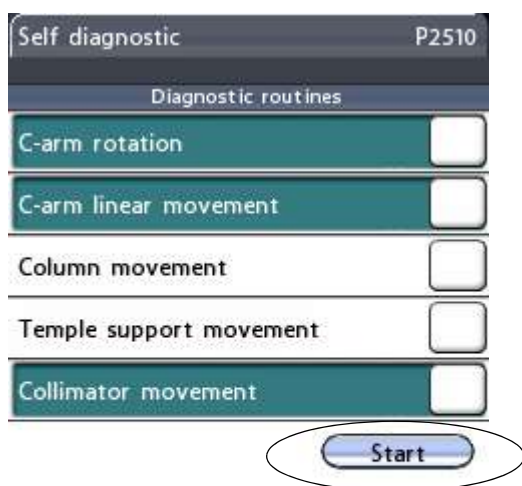 Self diagnostic P2510
Diagnostic routines
C-arm rotation
C-arm linear movement
Column movement
Temple support movement
Collimator movement
Start